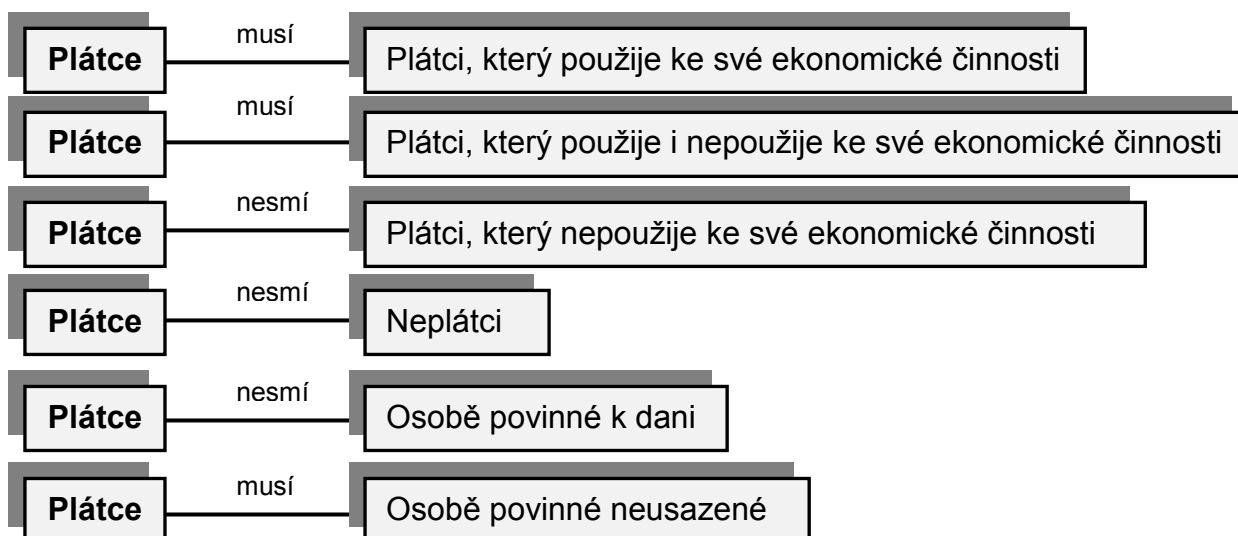 musí
Plátce Plátci, který použije ke své ekonomické činnosti
musí
Plátce Plátci, který použije i nepoužije ke své ekonomické činnosti
nesmí
Plátce Plátci, který nepoužije ke své ekonomické činnosti
nesmí
Plátce Neplátci
nesmí
Plátce Osobě povinné k dani
musí
Plátce Osobě povinné neusazené